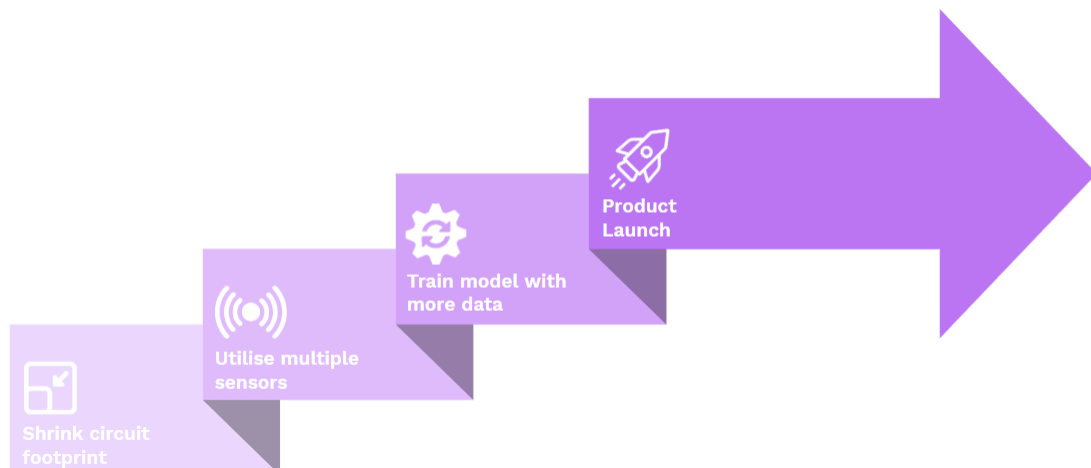 Shrink circuit
footprint
Utilise multiple
sensors
Train model with
more data
Product
Launch